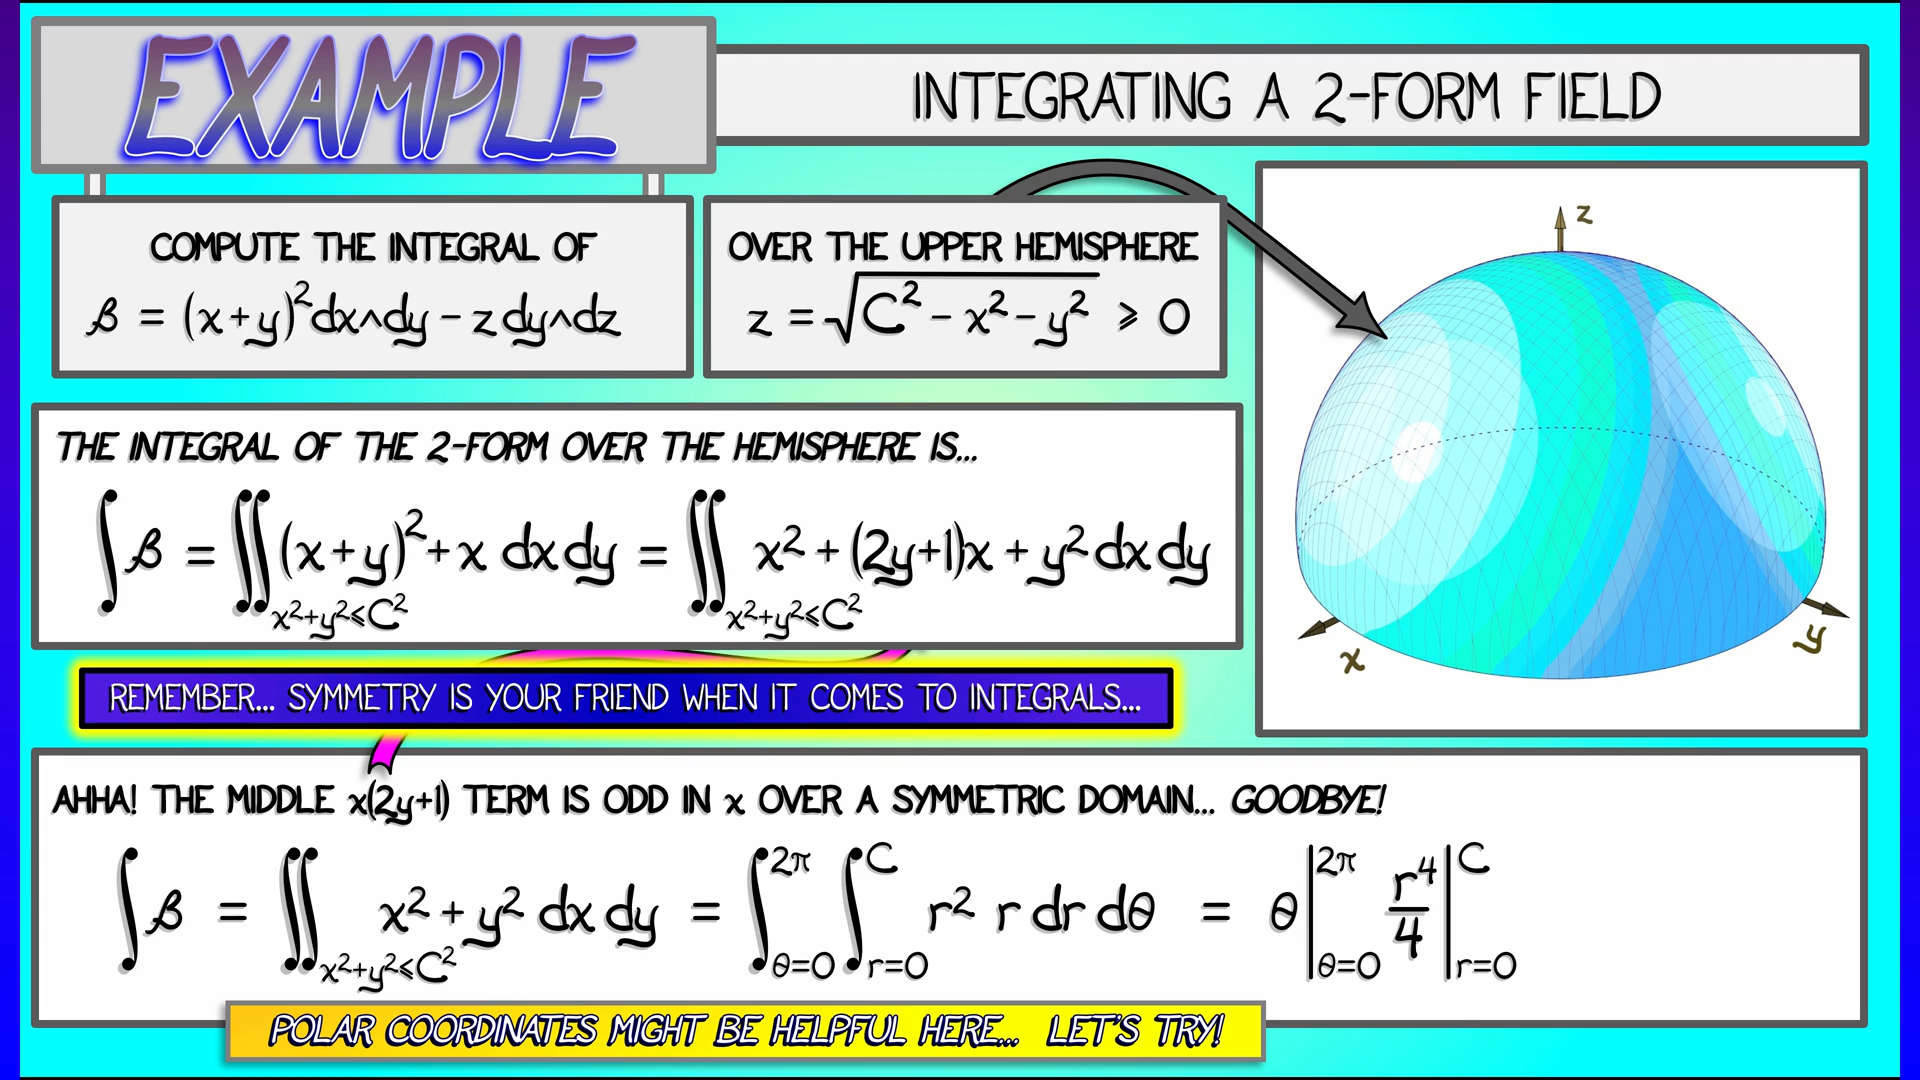 EXAMPLE
INTEGRATING A 2-FORM FIELD
COMPUTE THE INTEGRAL OF
β = (x+y)²dx∧dy - z dy∧dz
OVER THE UPPER HEMISPHERE
z = √(C² - x² - y²) ⩾ 0
z
x
y
THE INTEGRAL OF THE 2-FORM OVER THE HEMISPHERE IS...
∫β = ∬_{x²+y²⩽C²} (x+y)²+x dx dy = ∬_{x²+y²⩽C²} x² + (2y+1)x + y² dx dy
REMEMBER... SYMMETRY IS YOUR FRIEND WHEN IT COMES TO INTEGRALS...
AHHA! THE MIDDLE x(2y+1) TERM IS ODD IN x OVER A SYMMETRIC DOMAIN... GOODBYE!
∫β = ∬_{x²+y²⩽C²} x² + y² dx dy = ∫_{θ=0}^{2π} ∫_{r=0}^{C} r² r dr dθ = θ|_{θ=0}^{2π} r⁴/4|_{r=0}^{C}
POLAR COORDINATES MIGHT BE HELPFUL HERE... LET'S TRY!